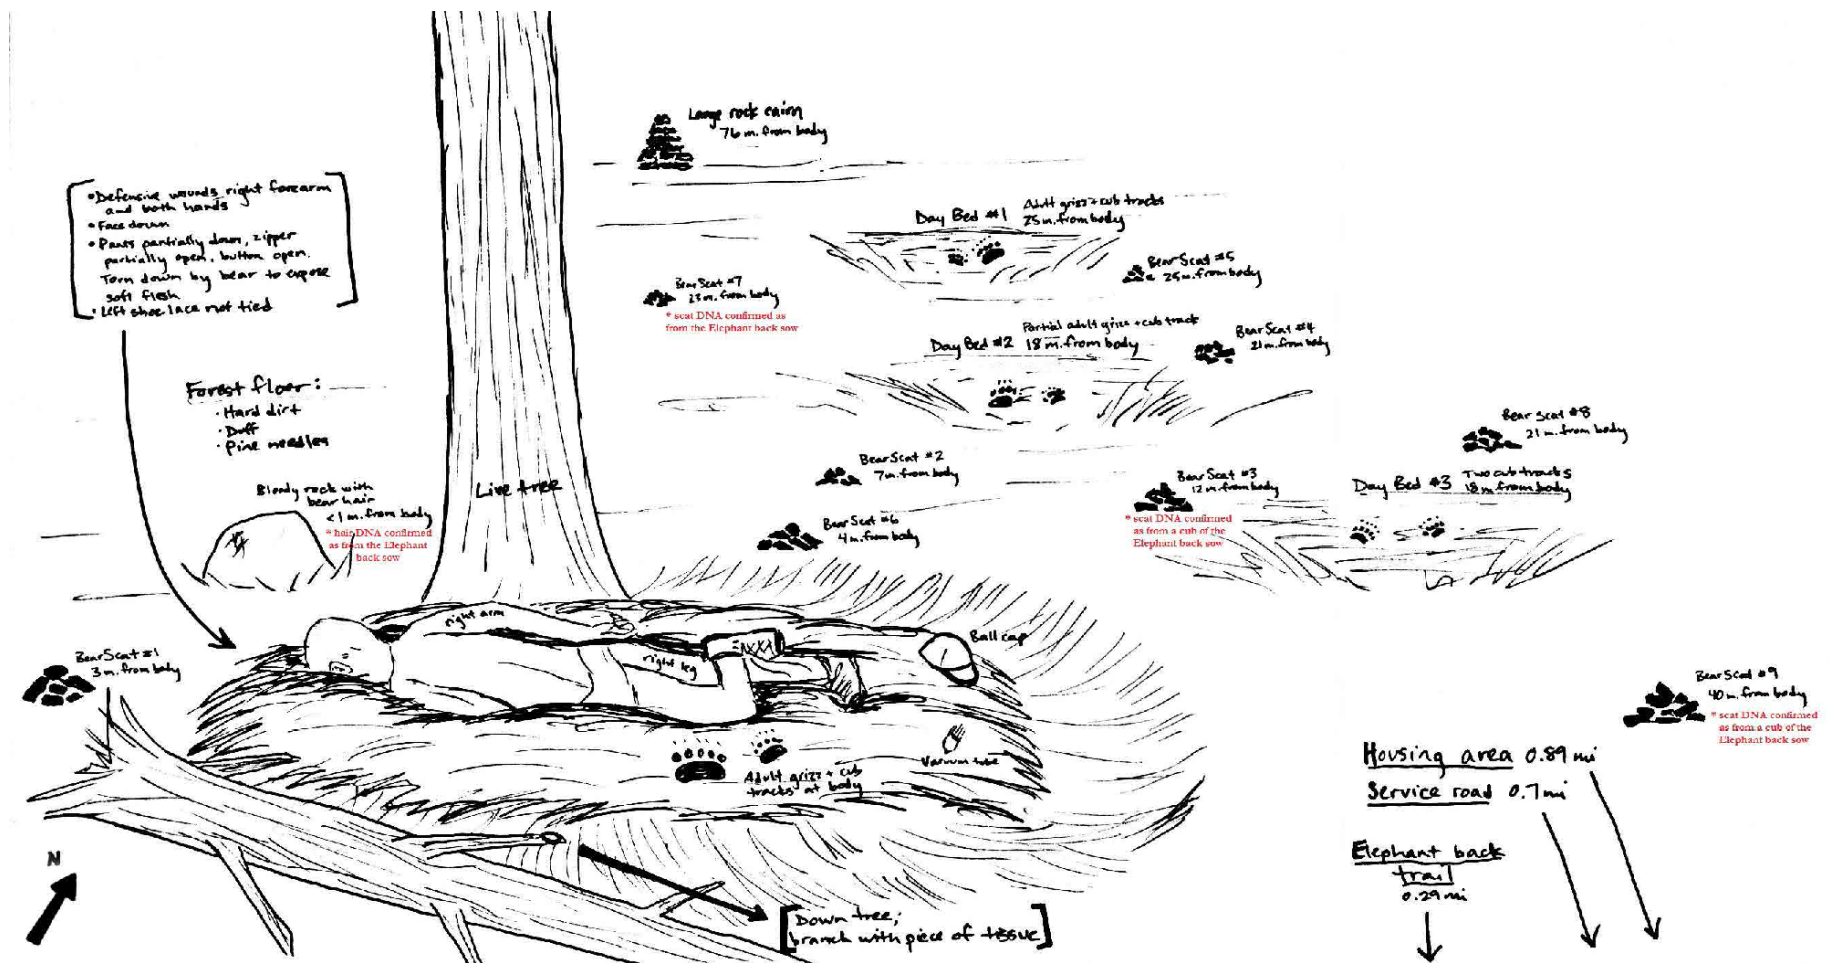 Large rock cairn
76 m. from body
• Defensive wounds right forearm
and both hands
• Face down
• Pants partially down, zipper
partially open, button open.
Torn down by bear to expose
soft flesh
• Left shoe lace not tied
Day Bed #1
Adult grizz + cub tracks
25 m. from body
Bear Scat #5
25 m. from body
Bear Scat #7
23 m. from body
* scat DNA confirmed as
from the Elephant back sow
Day Bed #2
Partial adult grizz + cub track
18 m. from body
Bear Scat #4
21 m. from body
Forest floor:
• Hard dirt
• Duff
• Pine needles
Bear Scat #8
21 m. from body
Bear Scat #2
7 m. from body
Bear Scat #3
12 m. from body
* scat DNA confirmed
as from a cub of the
Elephant back sow
Day Bed #3
Two cub tracks
18 m. from body
Live tree
Bloody rock with
bear hair
<1 m. from body
* hair DNA confirmed
as from the Elephant
back sow
Bear Scat #6
4 m. from body
right arm
right leg
Ball cap
Bear Scat #1
3 m. from body
Bear Scat #9
40 m. from body
* scat DNA confirmed
as from a cub of the
Elephant back sow
Adult grizz + cub
tracks at body
Vacuum tube
Housing area 0.89 mi
Service road 0.7 mi
Elephant back
trail
0.29 mi
N
Down tree;
branch with piece of tissue